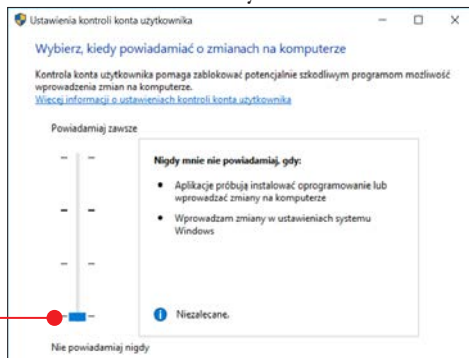 Ustawienia kontroli konta użytkownika
Wybierz, kiedy powiadamiać o zmianach na komputerze
Kontrola konta użytkownika pomaga zablokować potencjalnie szkodliwym programom możliwość
wprowadzenia zmian na komputerze.
Więcej informacji o ustawieniach kontroli konta użytkownika
Powiadamiaj zawsze
Nigdy mnie nie powiadamiaj, gdy:
• Aplikacje próbują instalować oprogramowanie lub
wprowadzać zmiany na komputerze
• Wprowadzam zmiany w ustawieniach systemu
Windows
Niezalecane.
Nie powiadamiaj nigdy